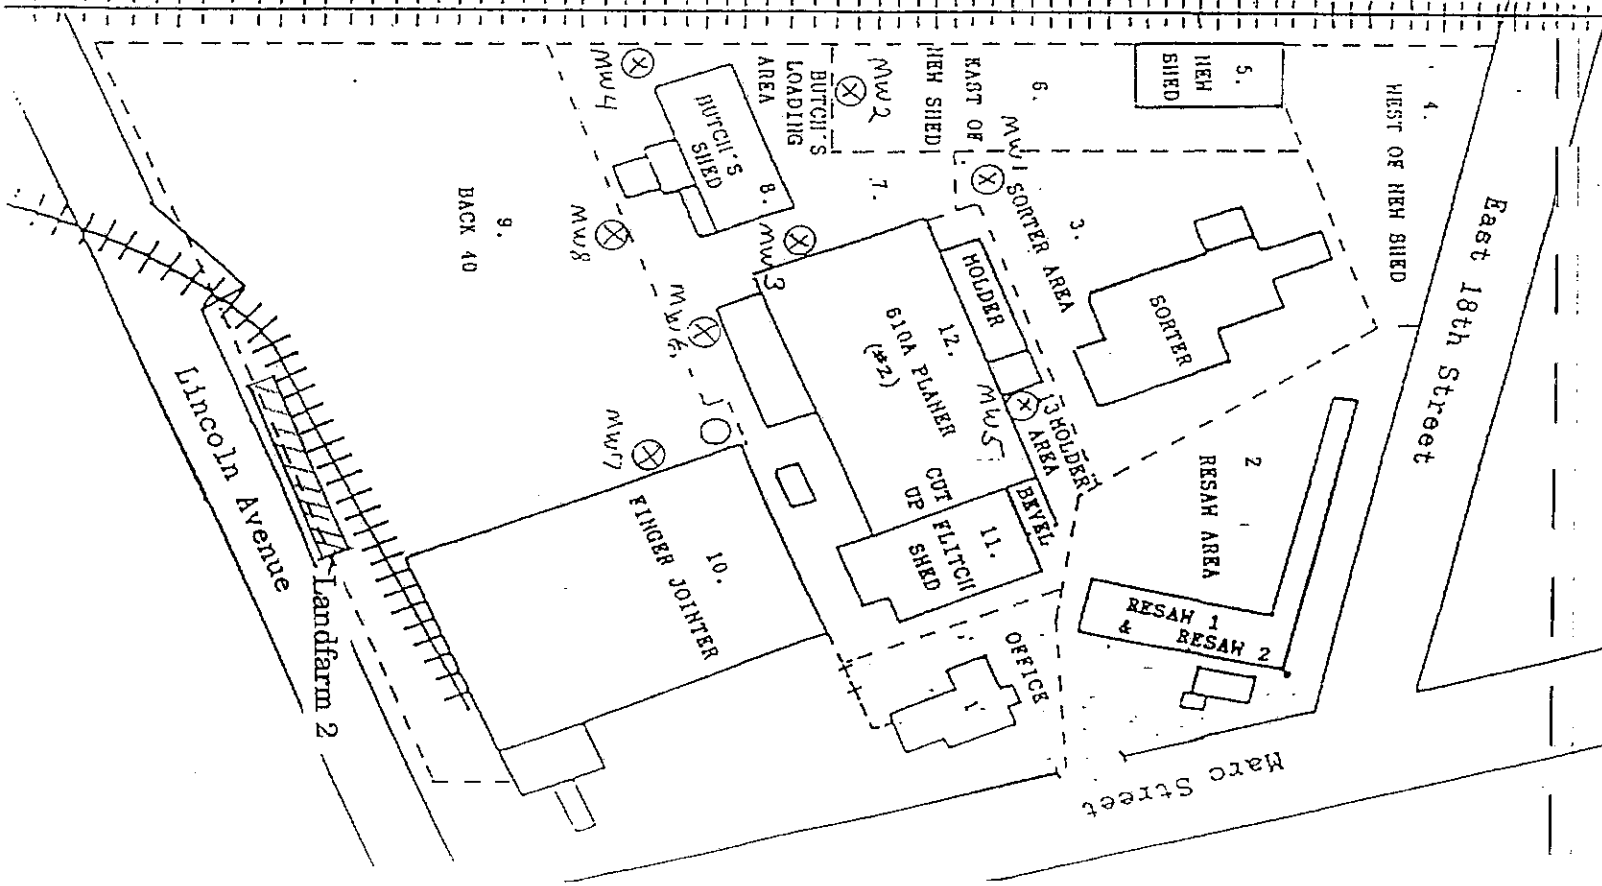 4.
WEST OF NEW SHED
East 18th Street
5.
NEW
SHED
6.
EAST OF
NEW SHED
MW2
BUTCH'S
LOADING
AREA
MW4
BUTCH'S
SHED
8.
7.
MW1
SORTER AREA
3.
SORTER
MOLDER
12.
610A PLANER
(#2)
MW3
MW8
MW6
9.
BACK 40
MW5
13
MOLDER
AREA
2
RESAW AREA
RESAW 1
& RESAW 2
BEVEL
11.
CUT
UP FLITCH
SHED
MW7
10.
FINGER JOINTER
OFFICE
1
Marc Street
Lincoln Avenue
Landfarm 2